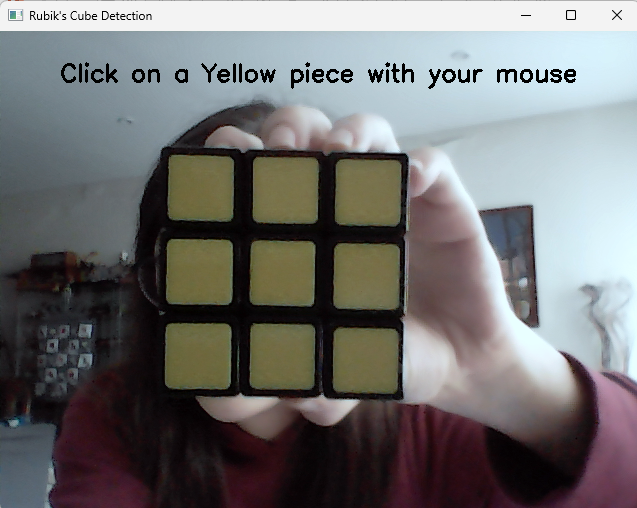 Rubik's Cube Detection
Click on a Yellow piece with your mouse